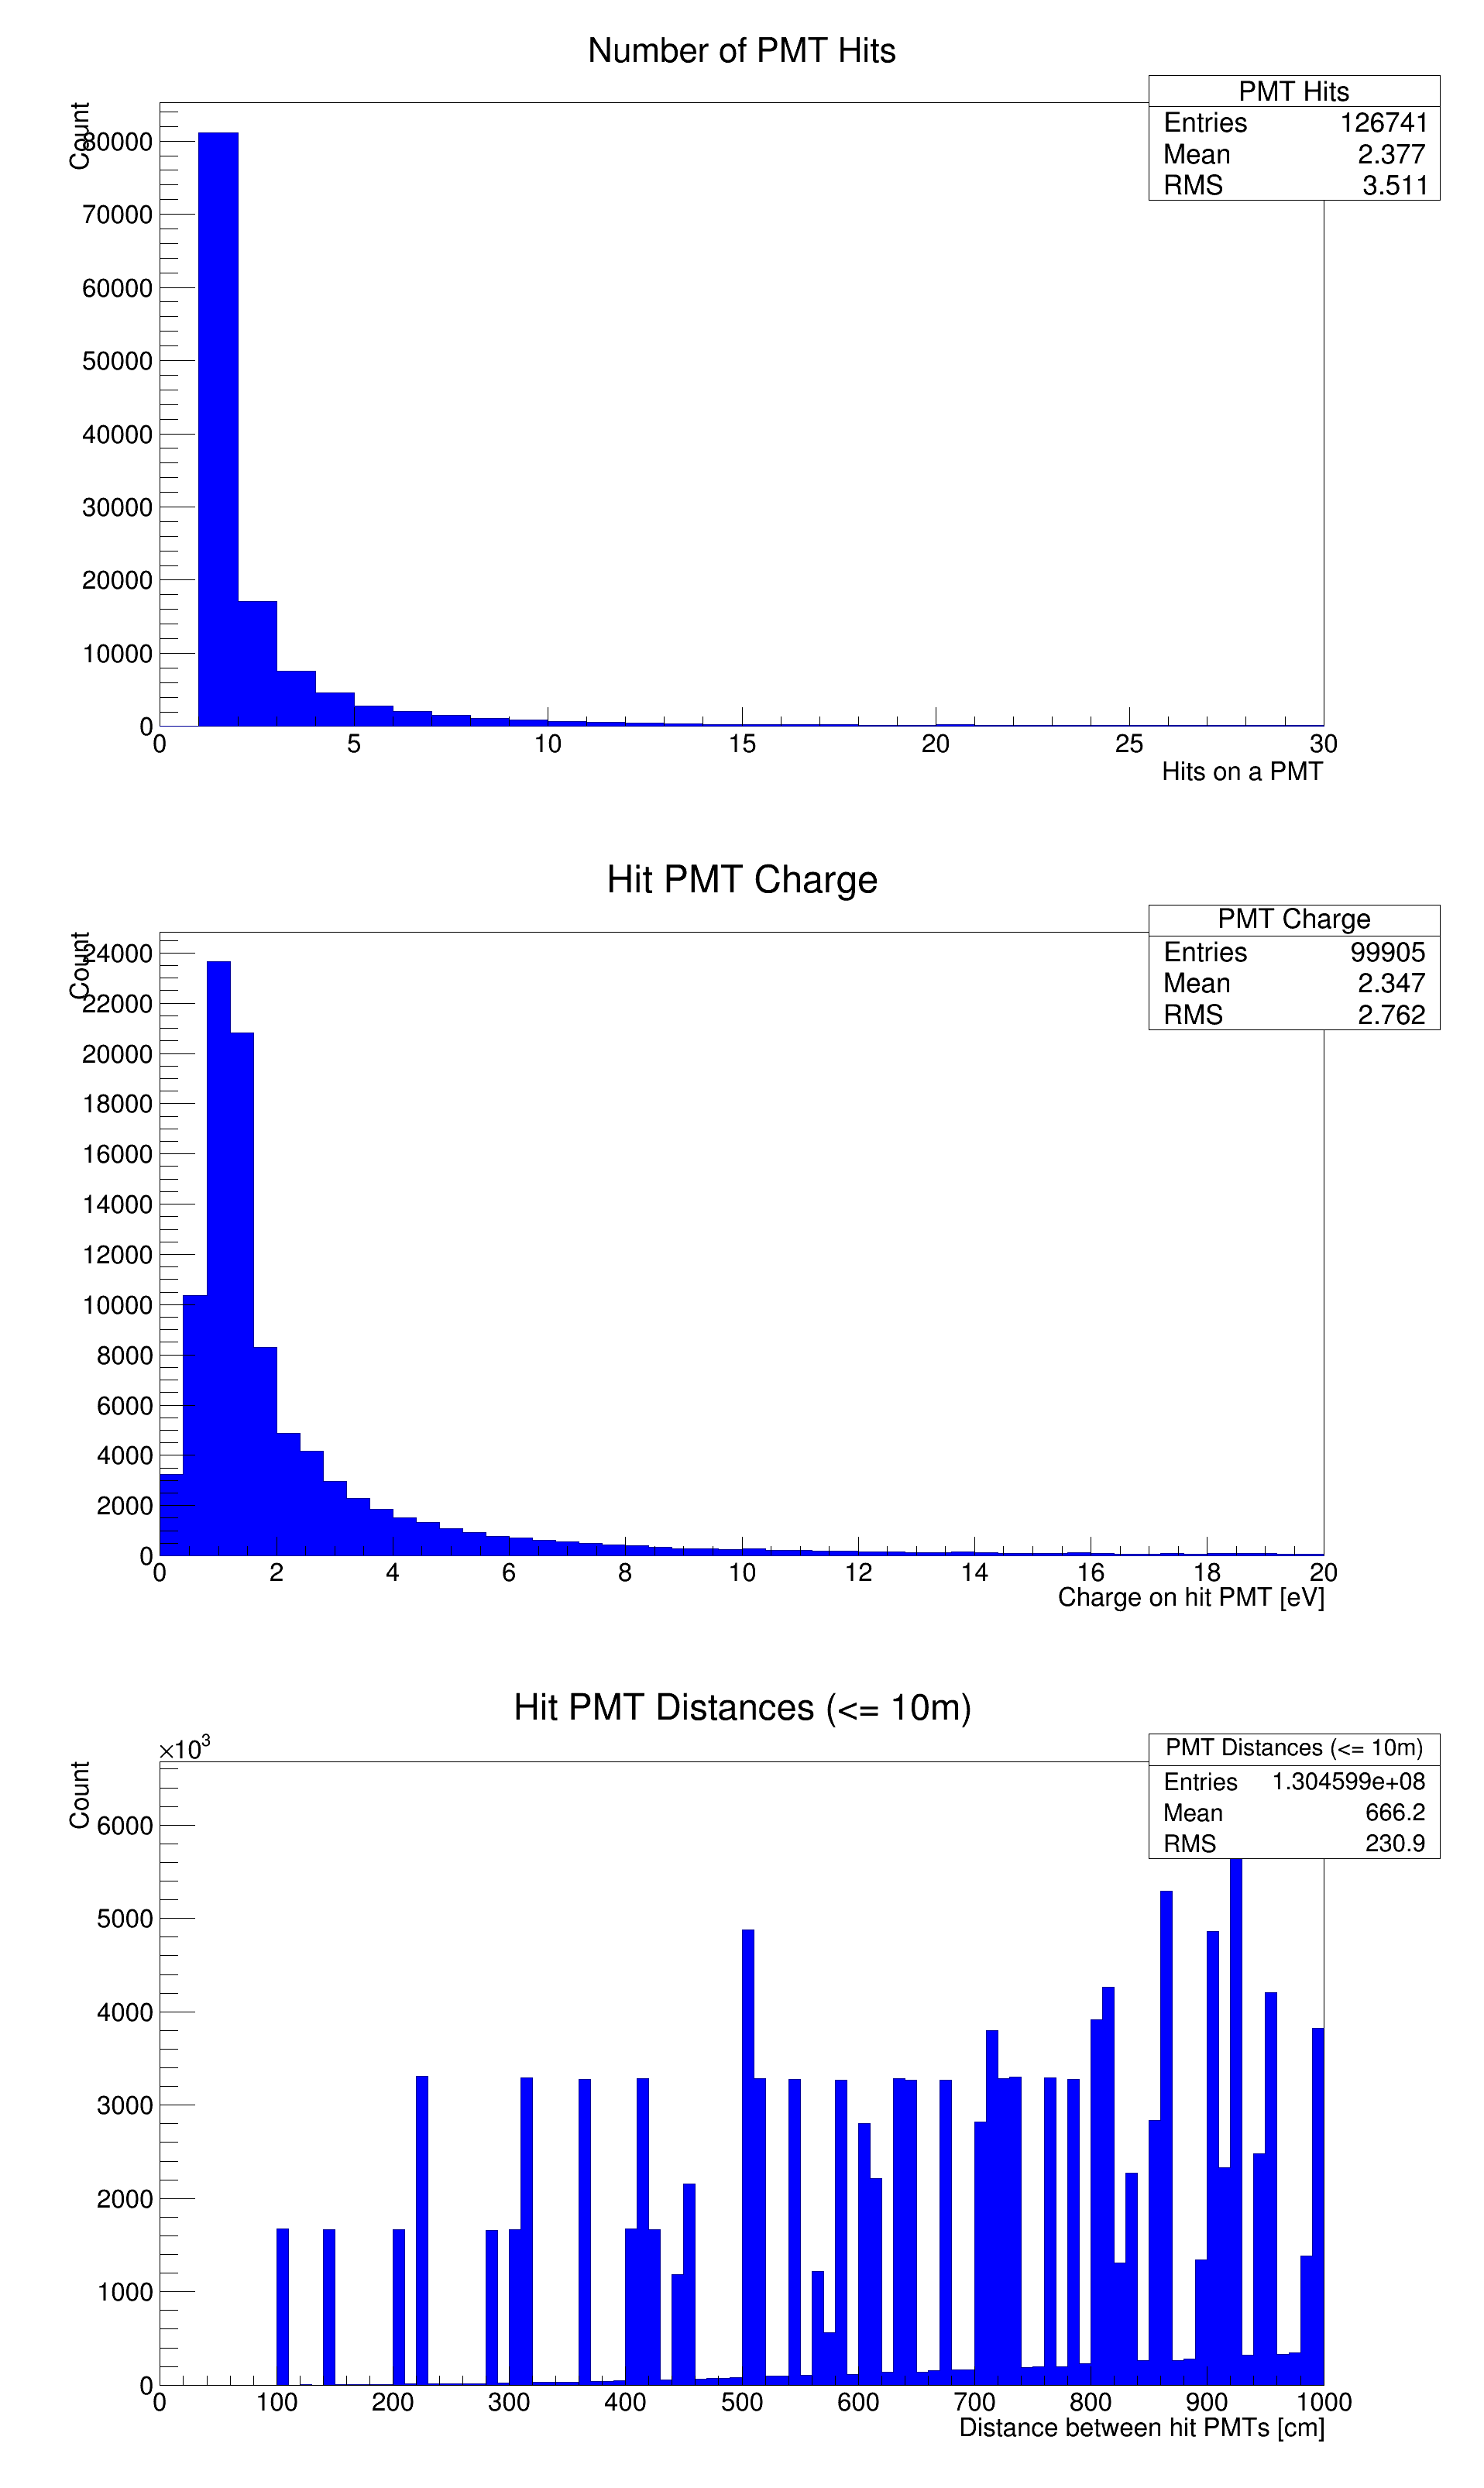 Number of PMT Hits
PMT Hits
Entries 126741
Mean 2.377
RMS 3.511
Count
80000
70000
60000
50000
40000
30000
20000
10000
0
0 5 10 15 20 25 30
Hits on a PMT
Hit PMT Charge
PMT Charge
Entries 99905
Mean 2.347
RMS 2.762
Count
24000
22000
20000
18000
16000
14000
12000
10000
8000
6000
4000
2000
0
0 2 4 6 8 10 12 14 16 18 20
Charge on hit PMT [eV]
Hit PMT Distances (<= 10m)
×10³
PMT Distances (<= 10m)
Entries 1.304599e+08
Mean 666.2
RMS 230.9
Count
6000
5000
4000
3000
2000
1000
0
0 100 200 300 400 500 600 700 800 900 1000
Distance between hit PMTs [cm]